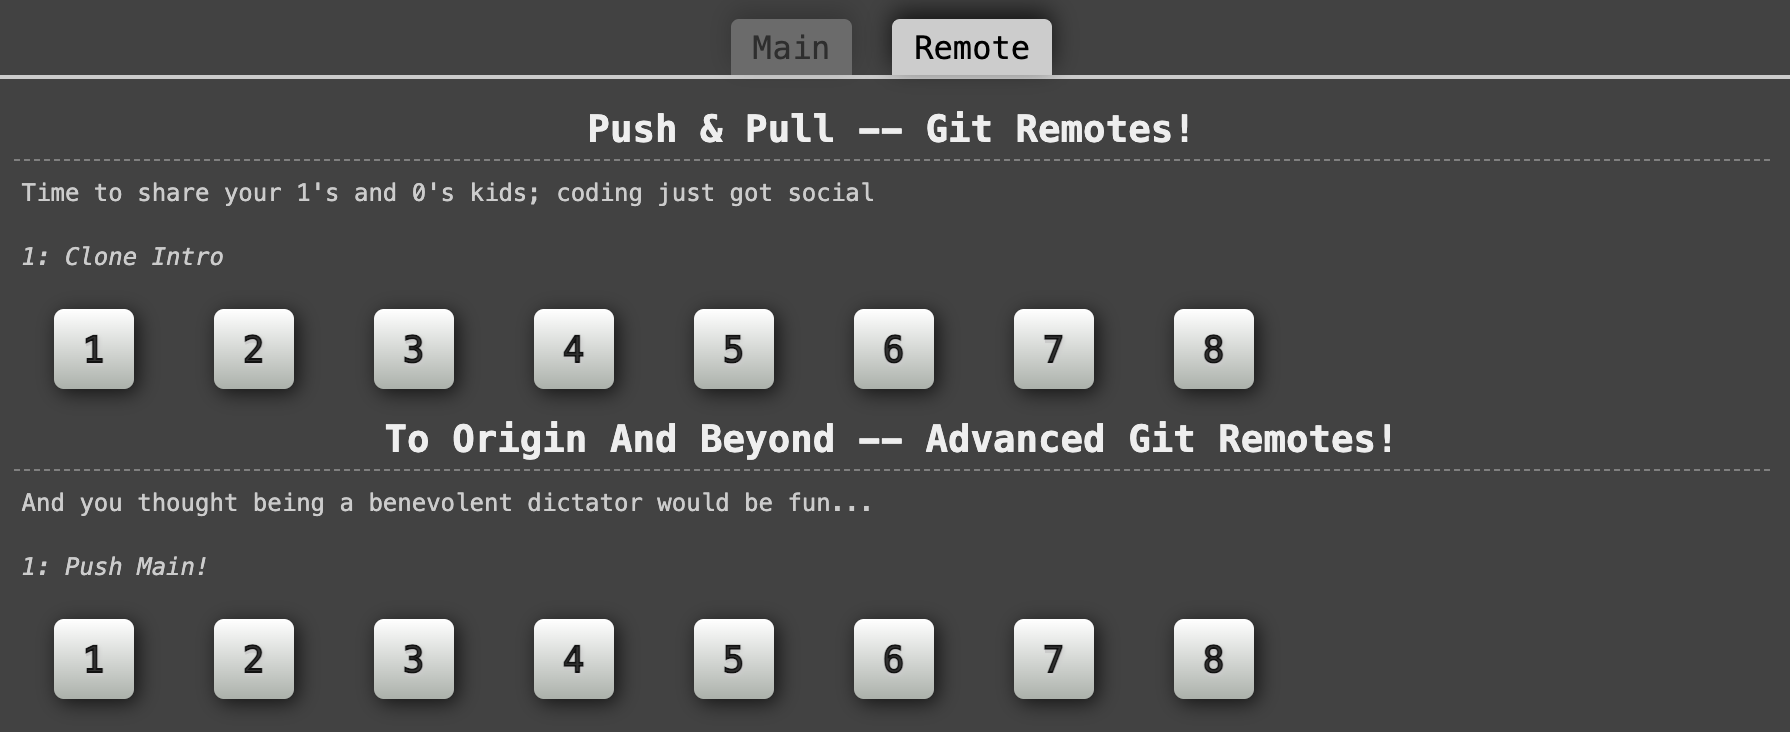 Main Remote
Push & Pull -- Git Remotes!
Time to share your 1's and 0's kids; coding just got social
1: Clone Intro
1 2 3 4 5 6 7 8
To Origin And Beyond -- Advanced Git Remotes!
And you thought being a benevolent dictator would be fun...
1: Push Main!
1 2 3 4 5 6 7 8